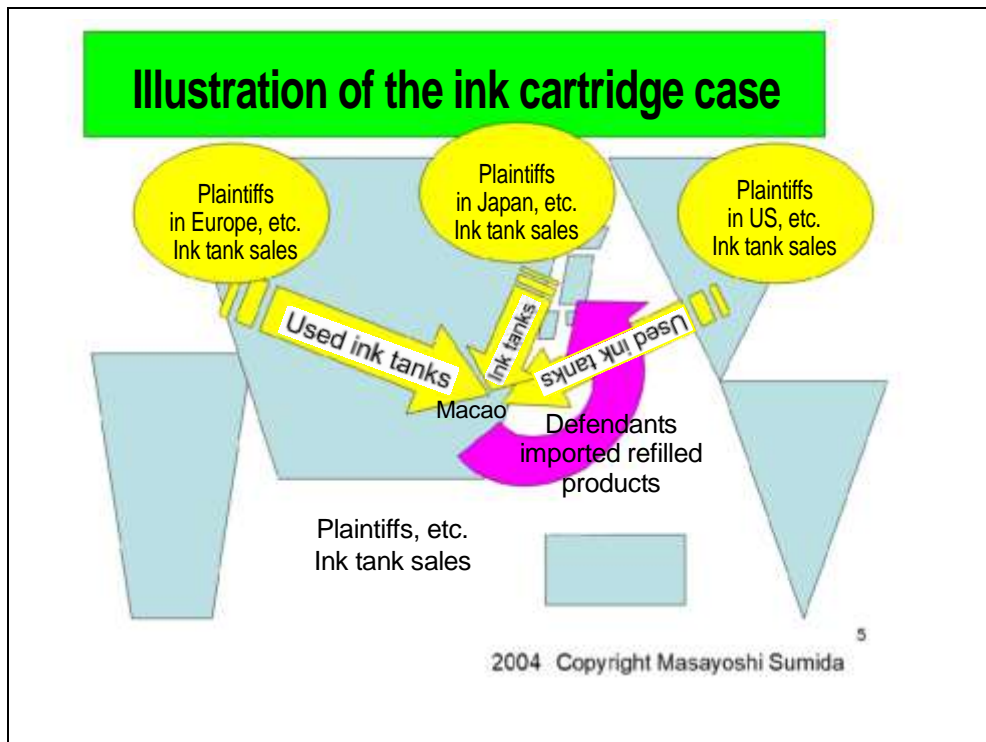 Illustration of the ink cartridge case
Plaintiffs
in Europe, etc.
Ink tank sales
Plaintiffs
in Japan, etc.
Ink tank sales
Plaintiffs
in US, etc.
Ink tank sales
Used ink tanks
Ink tanks
Used ink tanks
Macao
Defendants
imported refilled
products
Plaintiffs, etc.
Ink tank sales
5
2004 Copyright Masayoshi Sumida